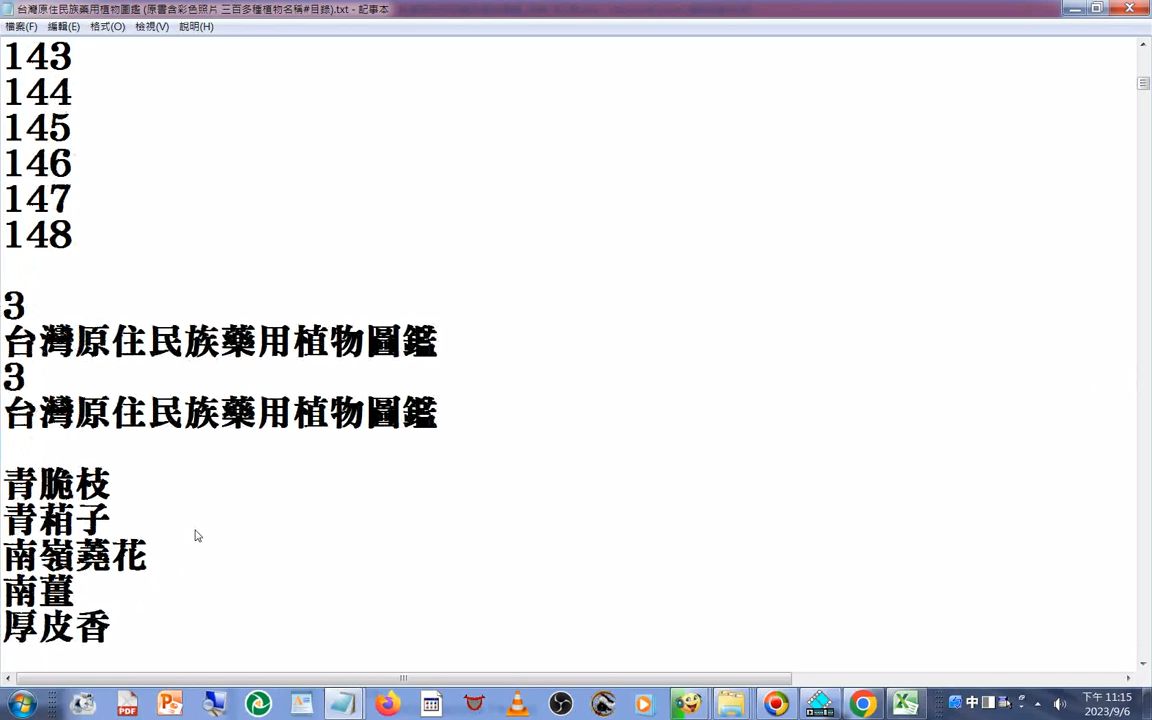 台灣原住民族藥用植物圖鑑 (原書含彩色照片 三百多種植物名稱#目錄).txt - 記事本
檔案(F) 編輯(E) 格式(O) 檢視(V) 說明(H)
143
144
145
146
147
148
3
台灣原住民族藥用植物圖鑑
3
台灣原住民族藥用植物圖鑑
青脆枝
青葙子
南嶺蕘花
南薑
厚皮香
中
下午 11:15
2023/9/6